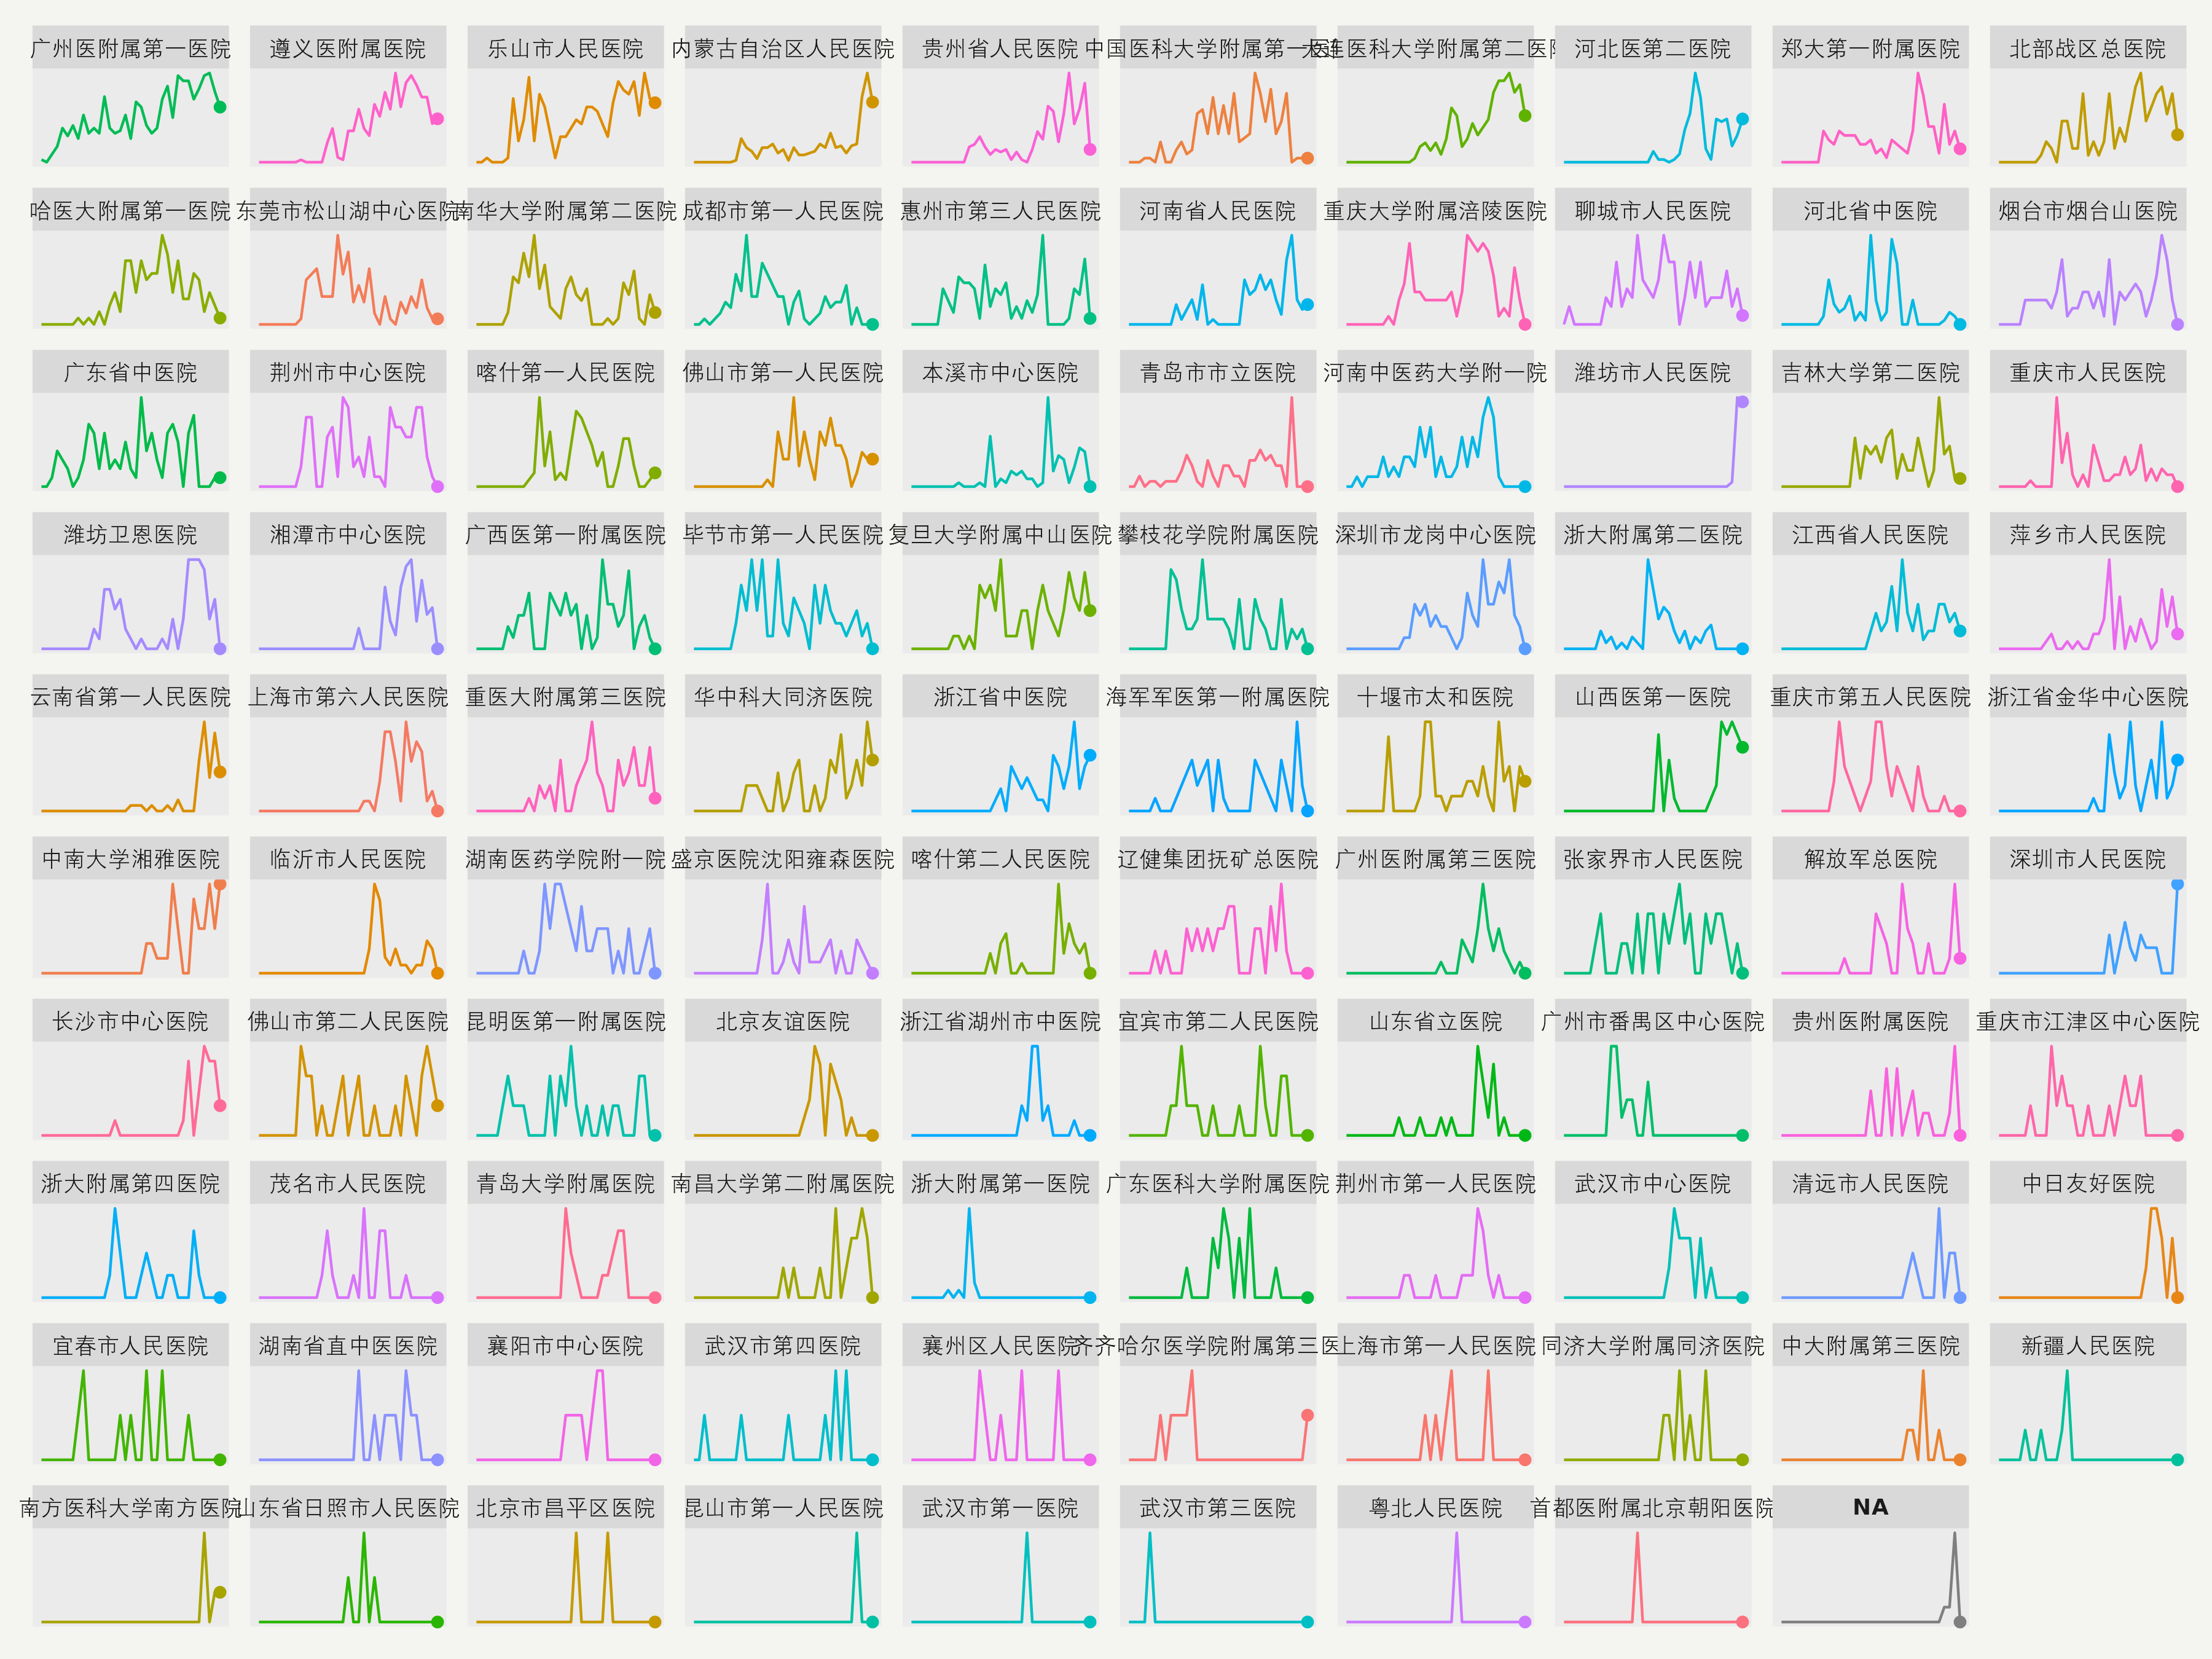 广州医附属第一医院
遵义医附属医院
乐山市人民医院
内蒙古自治区人民医院
贵州省人民医院
中国医科大学附属第一医
大连医科大学附属第二医院
河北医第二医院
郑大第一附属医院
北部战区总医院
哈医大附属第一医院
东莞市松山湖中心医院
南华大学附属第二医院
成都市第一人民医院
惠州市第三人民医院
河南省人民医院
重庆大学附属涪陵医院
聊城市人民医院
河北省中医院
烟台市烟台山医院
广东省中医院
荆州市中心医院
喀什第一人民医院
佛山市第一人民医院
本溪市中心医院
青岛市市立医院
河南中医药大学附一院
潍坊市人民医院
吉林大学第二医院
重庆市人民医院
潍坊卫恩医院
湘潭市中心医院
广西医第一附属医院
毕节市第一人民医院
复旦大学附属中山医院
攀枝花学院附属医院
深圳市龙岗中心医院
浙大附属第二医院
江西省人民医院
萍乡市人民医院
云南省第一人民医院
上海市第六人民医院
重医大附属第三医院
华中科大同济医院
浙江省中医院
海军军医第一附属医院
十堰市太和医院
山西医第一医院
重庆市第五人民医院
浙江省金华中心医院
中南大学湘雅医院
临沂市人民医院
湖南医药学院附一院
盛京医院沈阳雍森医院
喀什第二人民医院
辽健集团抚矿总医院
广州医附属第三医院
张家界市人民医院
解放军总医院
深圳市人民医院
长沙市中心医院
佛山市第二人民医院
昆明医第一附属医院
北京友谊医院
浙江省湖州市中医院
宜宾市第二人民医院
山东省立医院
广州市番禺区中心医院
贵州医附属医院
重庆市江津区中心医院
浙大附属第四医院
茂名市人民医院
青岛大学附属医院
南昌大学第二附属医院
浙大附属第一医院
广东医科大学附属医院
荆州市第一人民医院
武汉市中心医院
清远市人民医院
中日友好医院
宜春市人民医院
湖南省直中医医院
襄阳市中心医院
武汉市第四医院
襄州区人民医院
齐齐哈尔医学院附属第三医
上海市第一人民医院
同济大学附属同济医院
中大附属第三医院
新疆人民医院
南方医科大学南方医院
山东省日照市人民医院
北京市昌平区医院
昆山市第一人民医院
武汉市第一医院
武汉市第三医院
粤北人民医院
首都医附属北京朝阳医院
NA